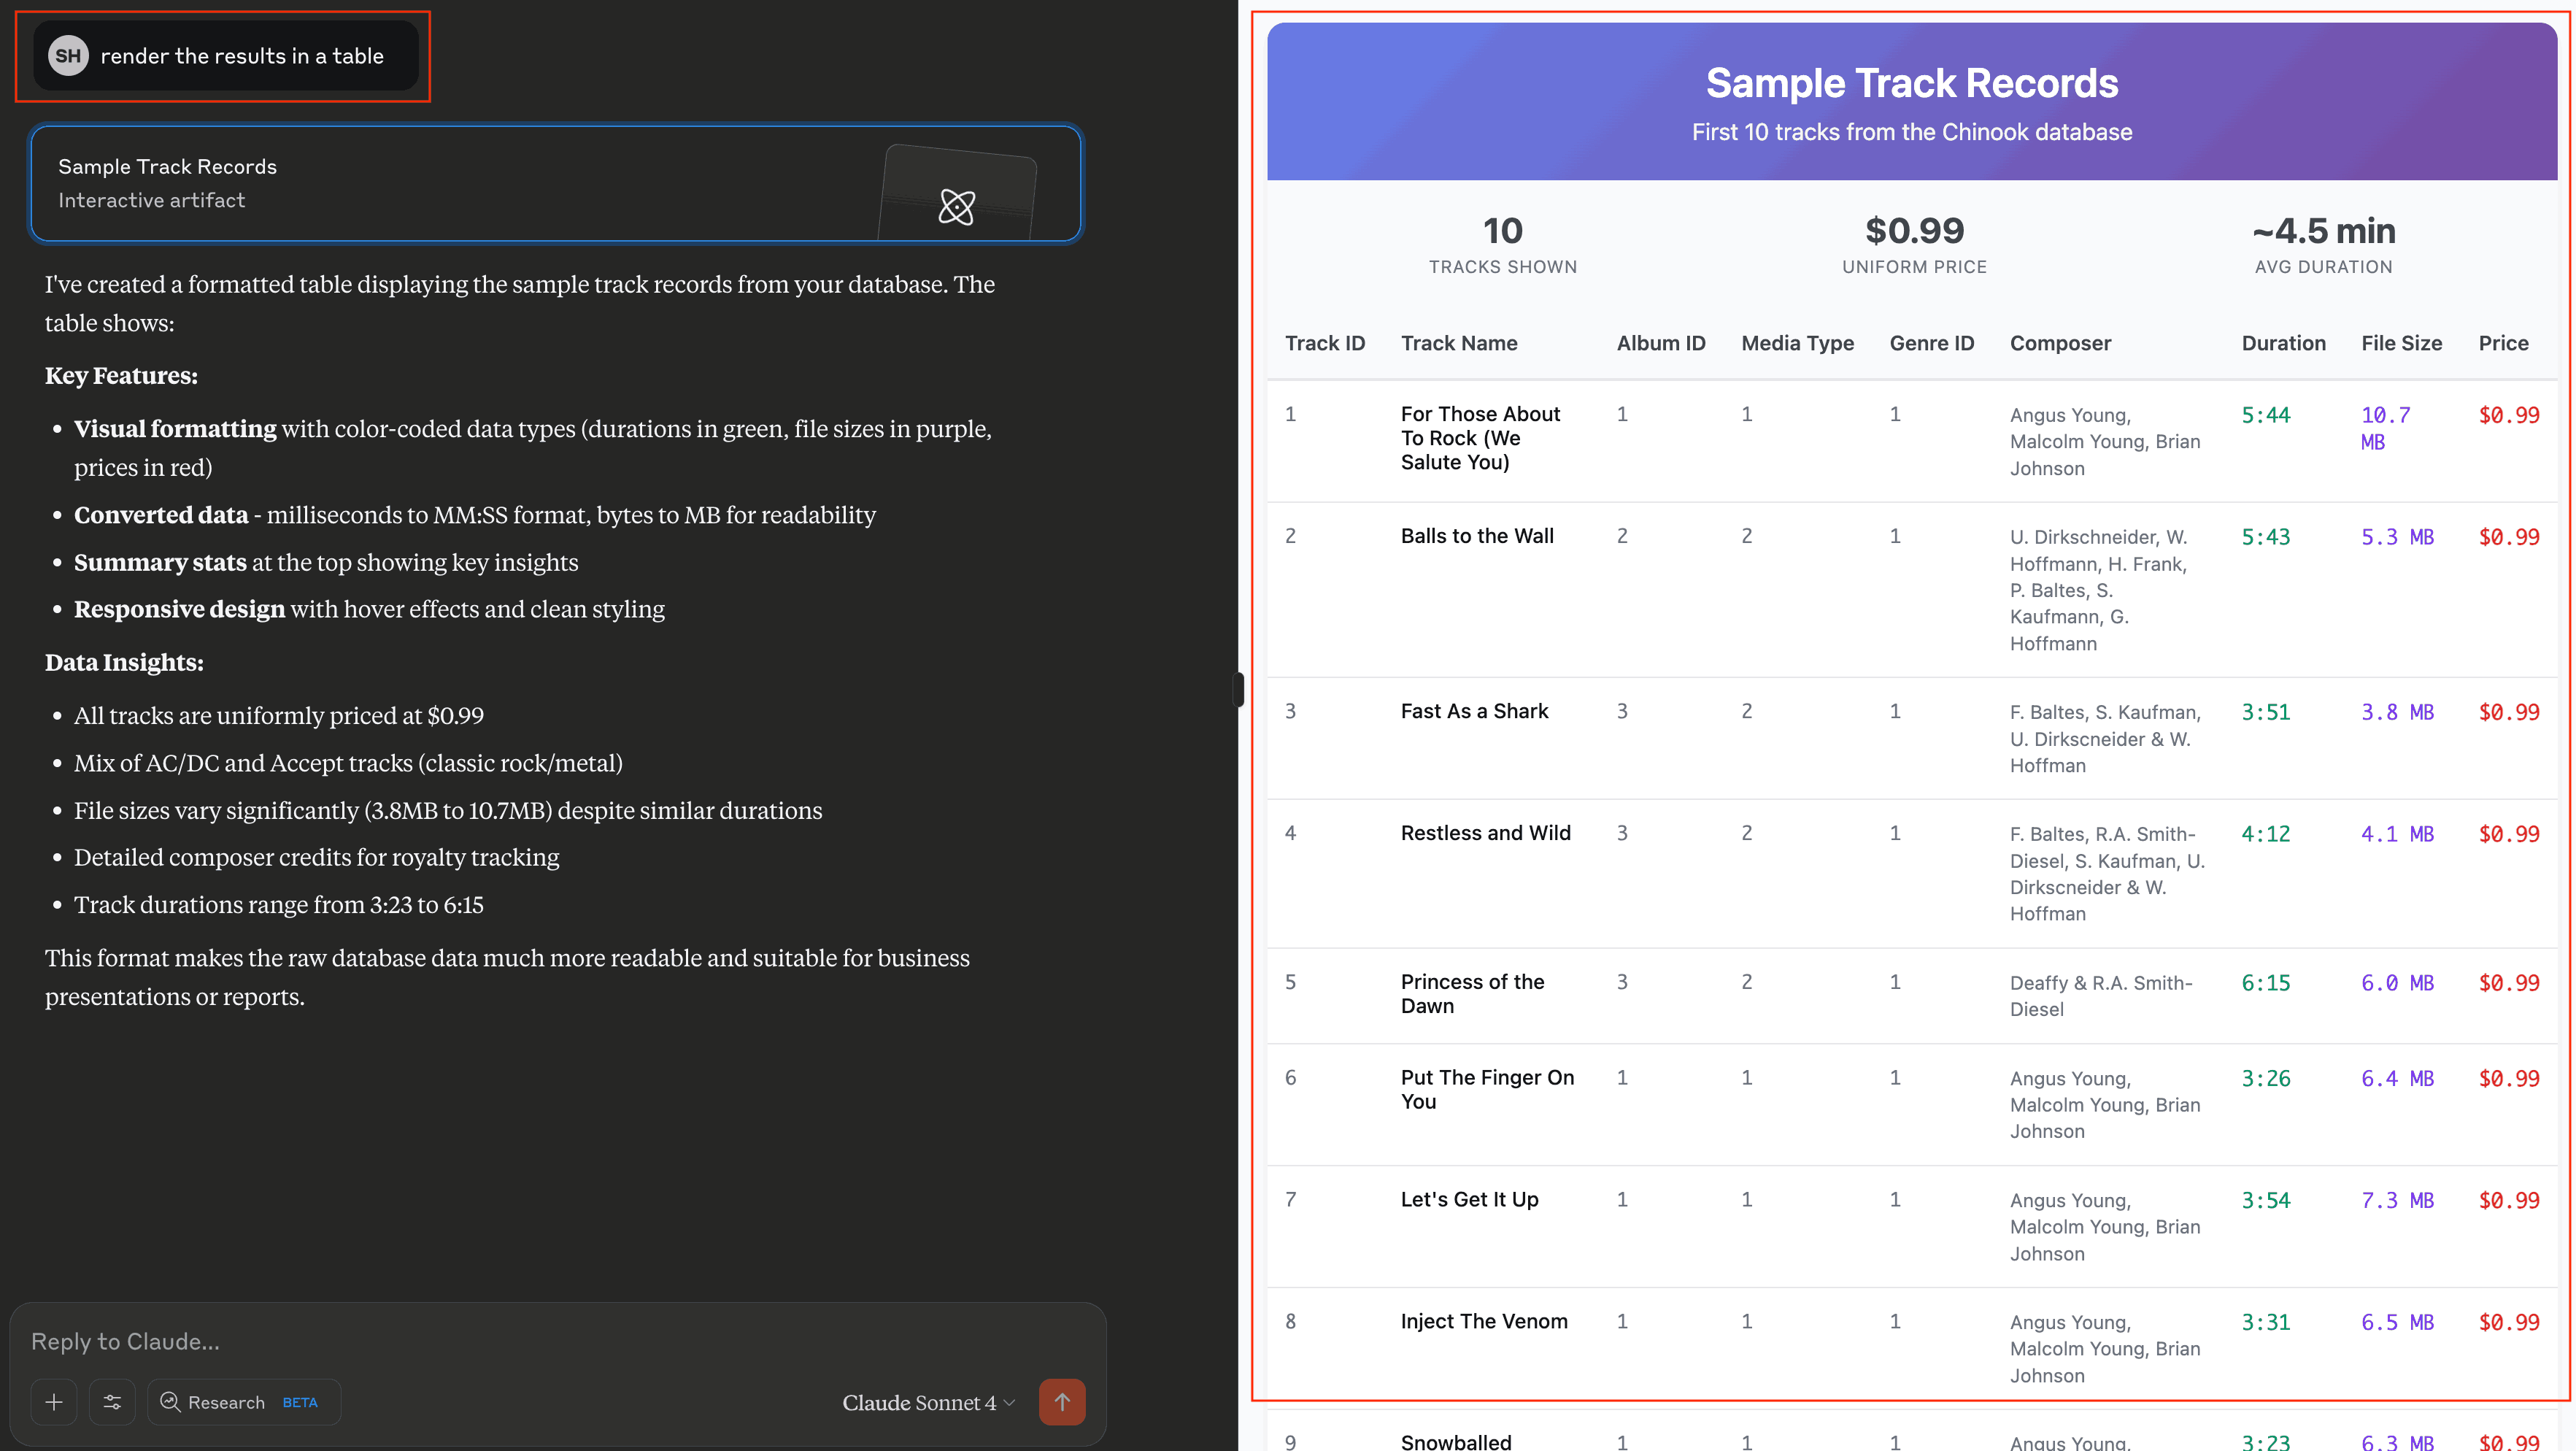 SH render the results in a table
Sample Track Records
Interactive artifact
I've created a formatted table displaying the sample track records from your database. The
table shows:
Key Features:
• Visual formatting with color-coded data types (durations in green, file sizes in purple,
prices in red)
• Converted data - milliseconds to MM:SS format, bytes to MB for readability
• Summary stats at the top showing key insights
• Responsive design with hover effects and clean styling
Data Insights:
• All tracks are uniformly priced at $0.99
• Mix of AC/DC and Accept tracks (classic rock/metal)
• File sizes vary significantly (3.8MB to 10.7MB) despite similar durations
• Detailed composer credits for royalty tracking
• Track durations range from 3:23 to 6:15
This format makes the raw database data much more readable and suitable for business
presentations or reports.
Reply to Claude...
Research BETA
Claude Sonnet 4
Sample Track Records
First 10 tracks from the Chinook database
10 $0.99 ~4.5 min
TRACKS SHOWN UNIFORM PRICE AVG DURATION
Track ID Track Name Album ID Media Type Genre ID Composer Duration File Size Price
1 For Those About 1 1 1 Angus Young, 5:44 10.7 $0.99
To Rock (We Malcolm Young, Brian MB
Salute You) Johnson
2 Balls to the Wall 2 2 1 U. Dirkschneider, W. 5:43 5.3 MB $0.99
Hoffmann, H. Frank,
P. Baltes, S.
Kaufmann, G.
Hoffmann
3 Fast As a Shark 3 2 1 F. Baltes, S. Kaufman, 3:51 3.8 MB $0.99
U. Dirkscneider & W.
Hoffman
4 Restless and Wild 3 2 1 F. Baltes, R.A. Smith- 4:12 4.1 MB $0.99
Diesel, S. Kaufman, U.
Dirkscneider & W.
Hoffman
5 Princess of the 3 2 1 Deaffy & R.A. Smith- 6:15 6.0 MB $0.99
Dawn Diesel
6 Put The Finger On 1 1 1 Angus Young, 3:26 6.4 MB $0.99
You Malcolm Young, Brian
Johnson
7 Let's Get It Up 1 1 1 Angus Young, 3:54 7.3 MB $0.99
Malcolm Young, Brian
Johnson
8 Inject The Venom 1 1 1 Angus Young, 3:31 6.5 MB $0.99
Malcolm Young, Brian
Johnson
9 Snowballed 1 1 1 Angus Young, 3:23 6.3 MB $0.99